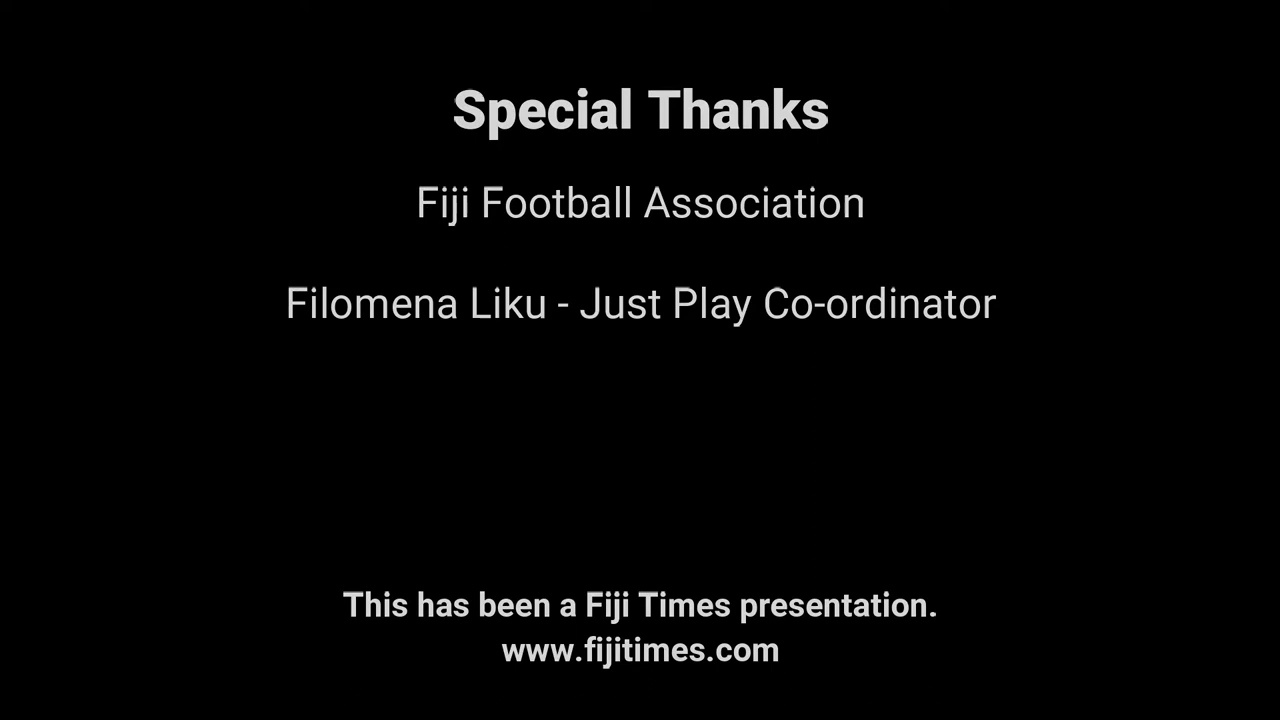 Special Thanks
Fiji Football Association
Filomena Liku - Just Play Co-ordinator
This has been a Fiji Times presentation.
www.fijitimes.com